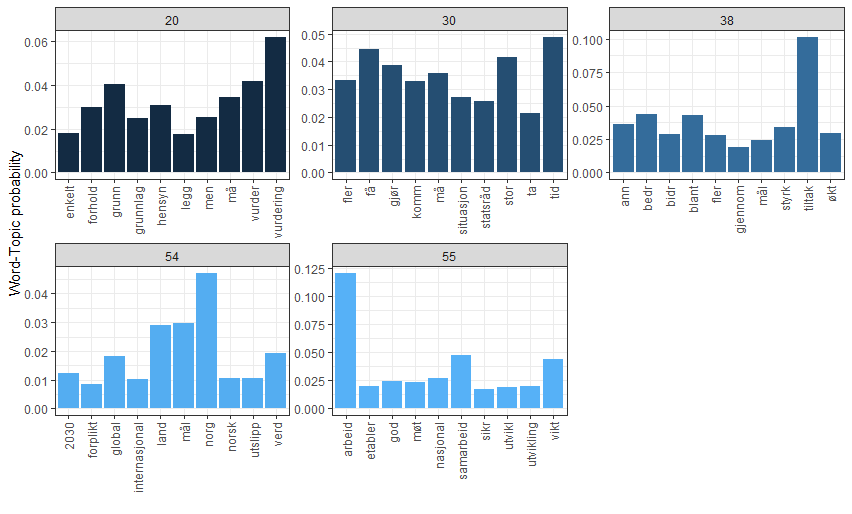 Word-Topic probability
20
0.06
0.04
0.02
0.00
enkelt
forhold
grunn
grunnlag
hensyn
legg
men
må
vurder
vurdering
30
0.05
0.04
0.03
0.02
0.01
0.00
fler
få
gjør
komm
må
situasjon
statsråd
stor
ta
tid
38
0.100
0.075
0.050
0.025
0.000
ann
bedr
bidr
blant
fler
gjennom
mål
styrk
tiltak
økt
54
0.04
0.03
0.02
0.01
0.00
2030
forplikt
global
internasjonal
land
mål
norg
norsk
utslipp
verd
55
0.125
0.100
0.075
0.050
0.025
0.000
arbeid
etabler
god
møt
nasjonal
samarbeid
sikr
utvikl
utvikling
vikt